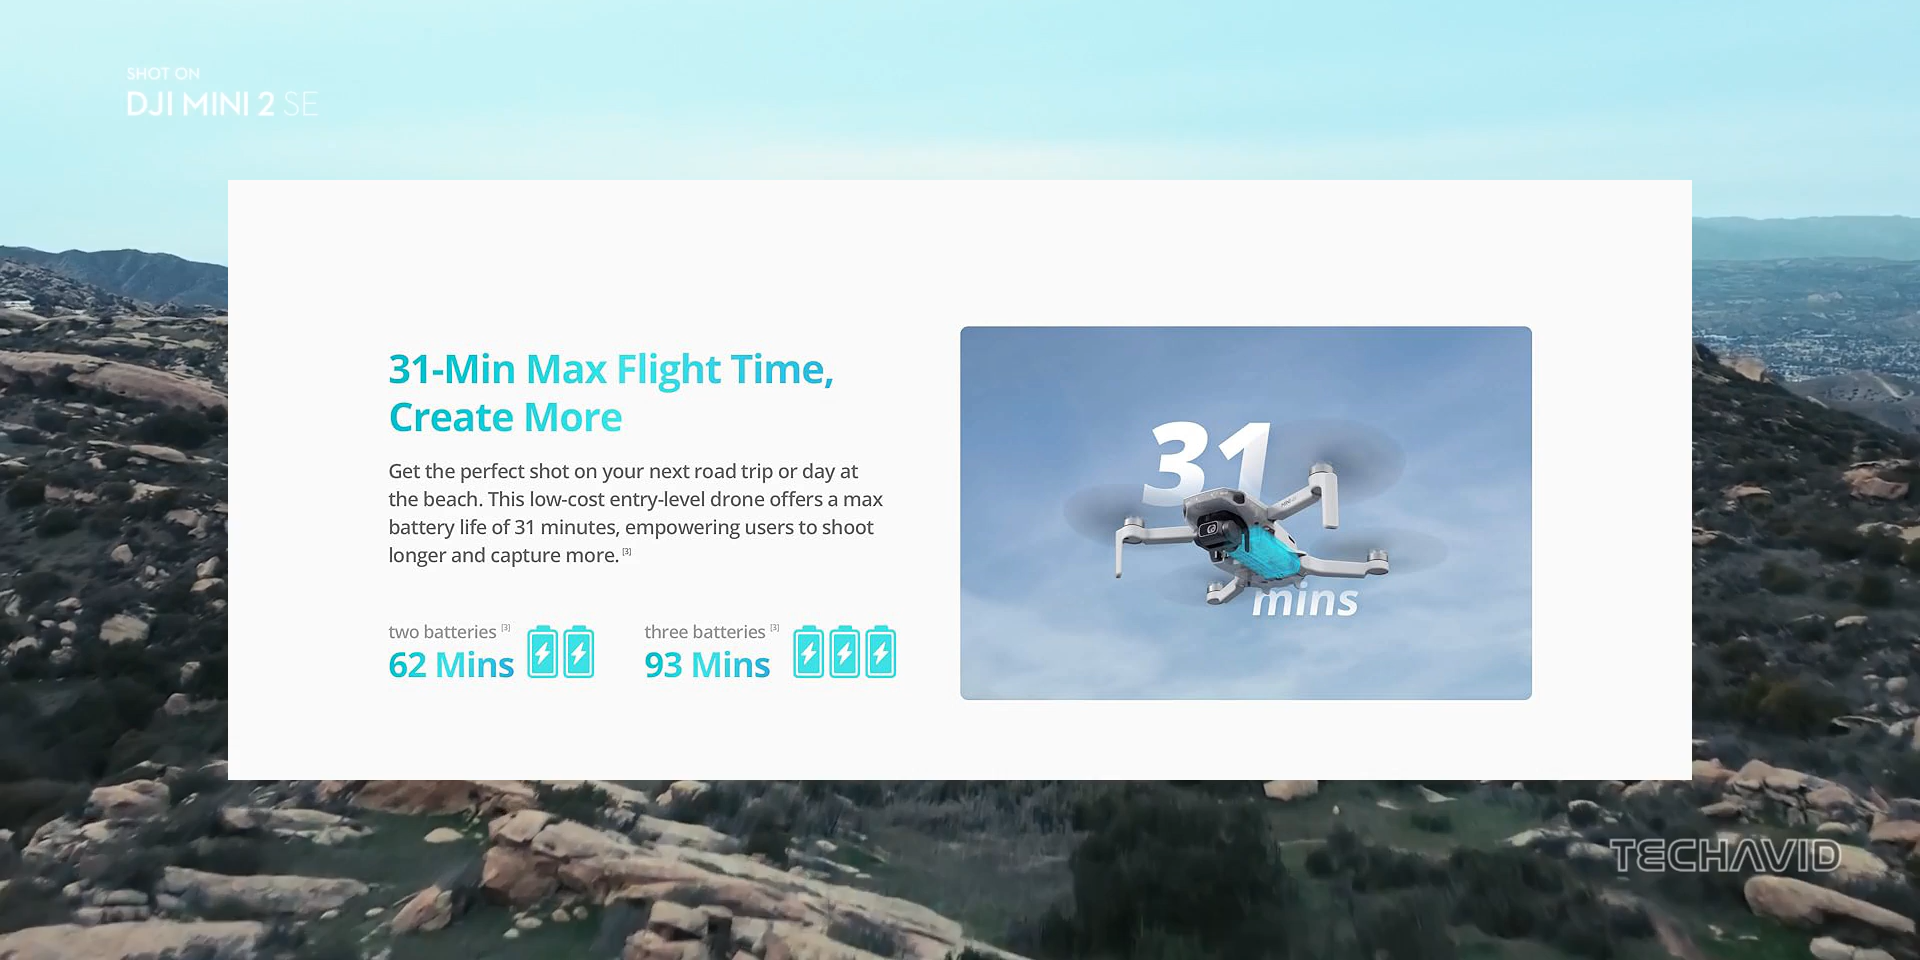 SHOT ON
DJI MINI 2 SE
31-Min Max Flight Time,
Create More
Get the perfect shot on your next road trip or day at
the beach. This low-cost entry-level drone offers a max
battery life of 31 minutes, empowering users to shoot
longer and capture more. [3]
two batteries [3]
62 Mins
three batteries [3]
93 Mins
31
mins
TECHAVID